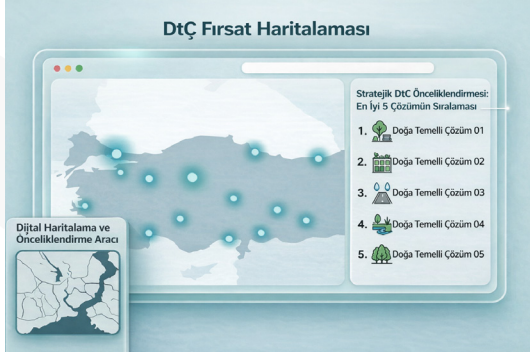 DtÇ Fırsat Haritalaması
Stratejik DtC Önceliklendirmesi:
En İyi 5 Çözümün Sıralaması
1. Doğa Temelli Çözüm 01
2. Doğa Temelli Çözüm 02
3. Doğa Temelli Çözüm 03
4. Doğa Temelli Çözüm 04
5. Doğa Temelli Çözüm 05
Dijital Haritalama ve
Önceliklendirme Aracı